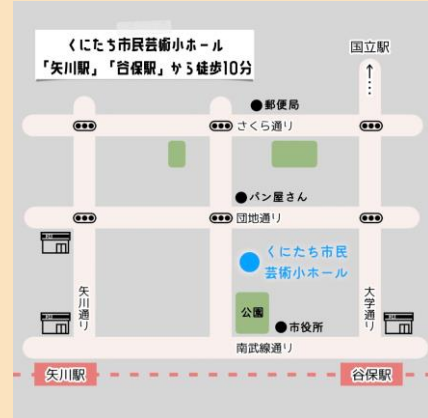 くにたち市民芸術小ホール
「矢川駅」「谷保駅」から徒歩10分
国立駅
郵便局
さくら通り
パン屋さん
団地通り
くにたち市民
芸術小ホール
矢川通り
大学通り
公園
市役所
南武線通り
矢川駅
谷保駅